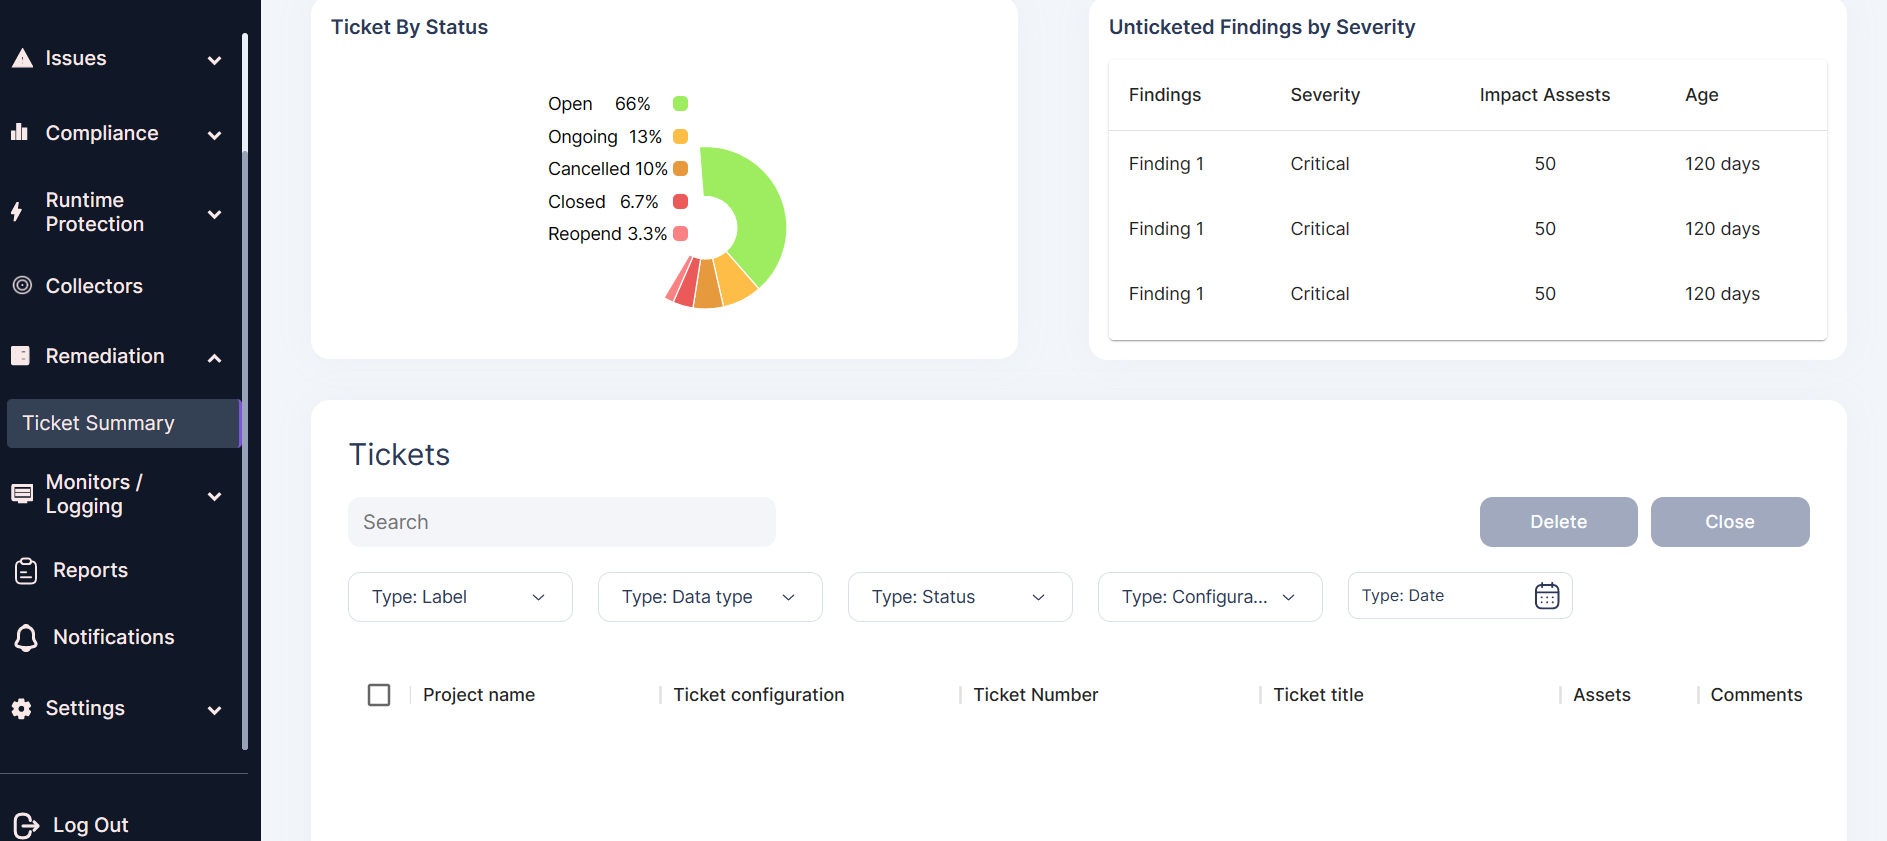 Issues
Compliance
Runtime
Protection
Collectors
Remediation
Ticket Summary
Monitors /
Logging
Reports
Notifications
Settings
Log Out
Ticket By Status
Open 66%
Ongoing 13%
Cancelled 10%
Closed 6.7%
Reopend 3.3%
Unticketed Findings by Severity
Findings Severity Impact Assests Age
Finding 1 Critical 50 120 days
Finding 1 Critical 50 120 days
Finding 1 Critical 50 120 days
Tickets
Search
Delete Close
Type: Label Type: Data type Type: Status Type: Configura... Type: Date
Project name Ticket configuration Ticket Number Ticket title Assets Comments